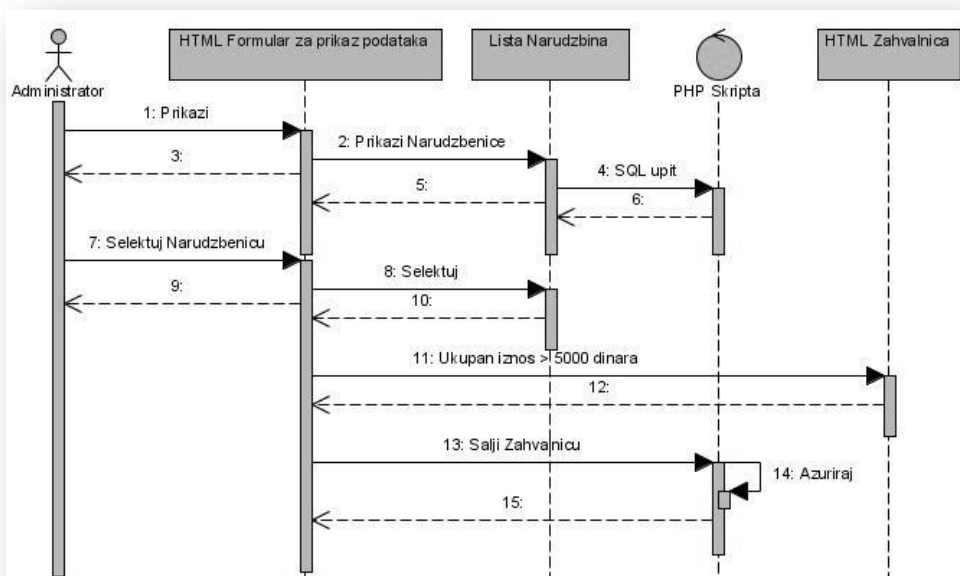 HTML Formular za prikaz podataka
Lista Narudzbina
HTML Zahvalnica
Administrator
PHP Skripta
1: Prikazi
2: Prikazi Narudzbenice
3:
4: SQL upit
5:
6:
7: Selektuj Narudzbenicu
8: Selektuj
9:
10:
11: Ukupan iznos > 5000 dinara
12:
13: Salji Zahvalnicu
14: Azuriraj
15: